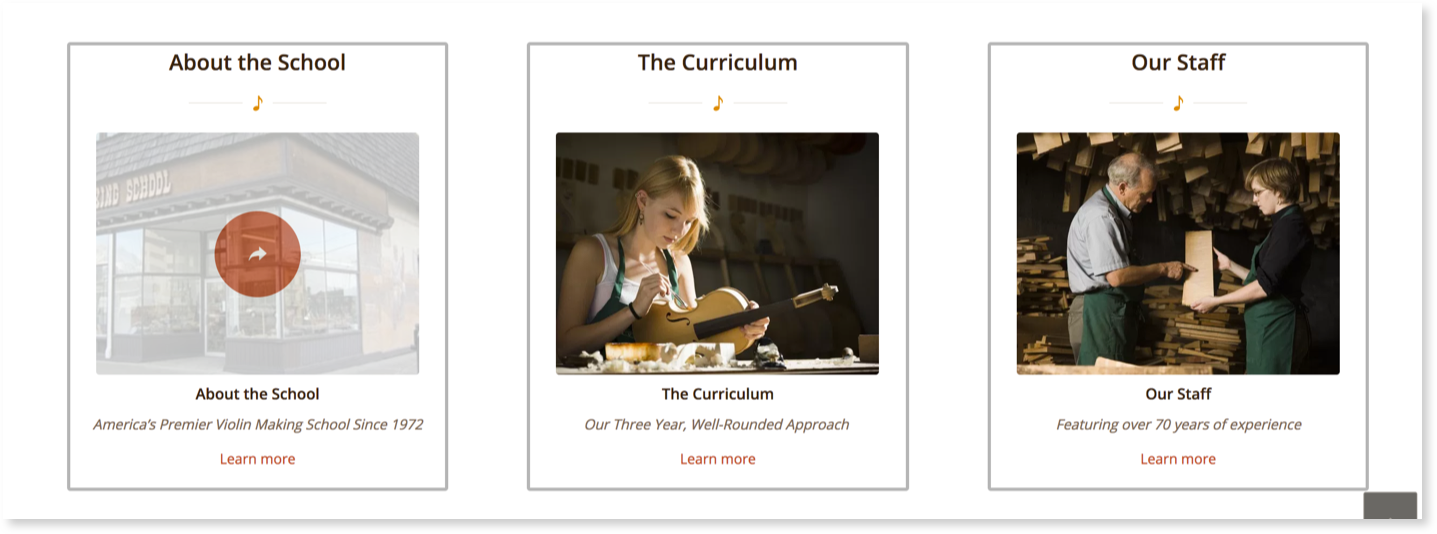 About the School
The Curriculum
Our Staff
SCHOOL
About the School
America's Premier Violin Making School Since 1972
Learn more
The Curriculum
Our Three Year, Well-Rounded Approach
Learn more
Our Staff
Featuring over 70 years of experience
Learn more